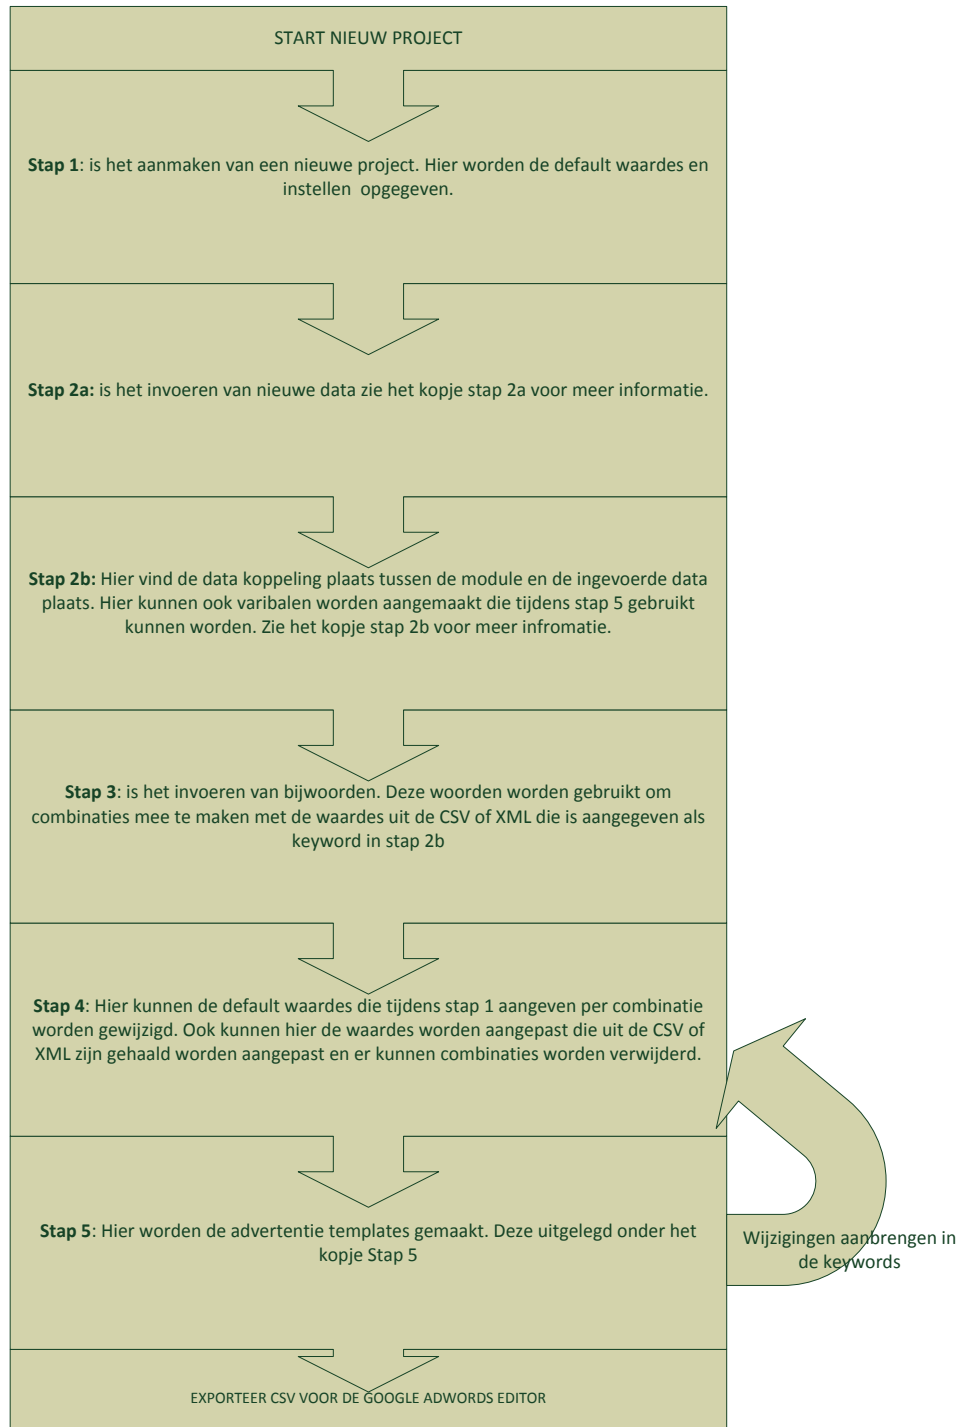 START NIEUW PROJECT
Stap 1: is het aanmaken van een nieuwe project. Hier worden de default waardes en
instellen opgegeven.
Stap 2a: is het invoeren van nieuwe data zie het kopje stap 2a voor meer informatie.
Stap 2b: Hier vind de data koppeling plaats tussen de module en de ingevoerde data
plaats. Hier kunnen ook varibalen worden aangemaakt die tijdens stap 5 gebruikt
kunnen worden. Zie het kopje stap 2b voor meer infromatie.
Stap 3: is het invoeren van bijwoorden. Deze woorden worden gebruikt om
combinaties mee te maken met de waardes uit de CSV of XML die is aangegeven als
keyword in stap 2b
Stap 4: Hier kunnen de default waardes die tijdens stap 1 aangeven per combinatie
worden gewijzigd. Ook kunnen hier de waardes worden aangepast die uit de CSV of
XML zijn gehaald worden aangepast en er kunnen combinaties worden verwijderd.
Stap 5: Hier worden de advertentie templates gemaakt. Deze uitgelegd onder het
kopje Stap 5
Wijzigingen aanbrengen in
de keywords
EXPORTEER CSV VOOR DE GOOGLE ADWORDS EDITOR